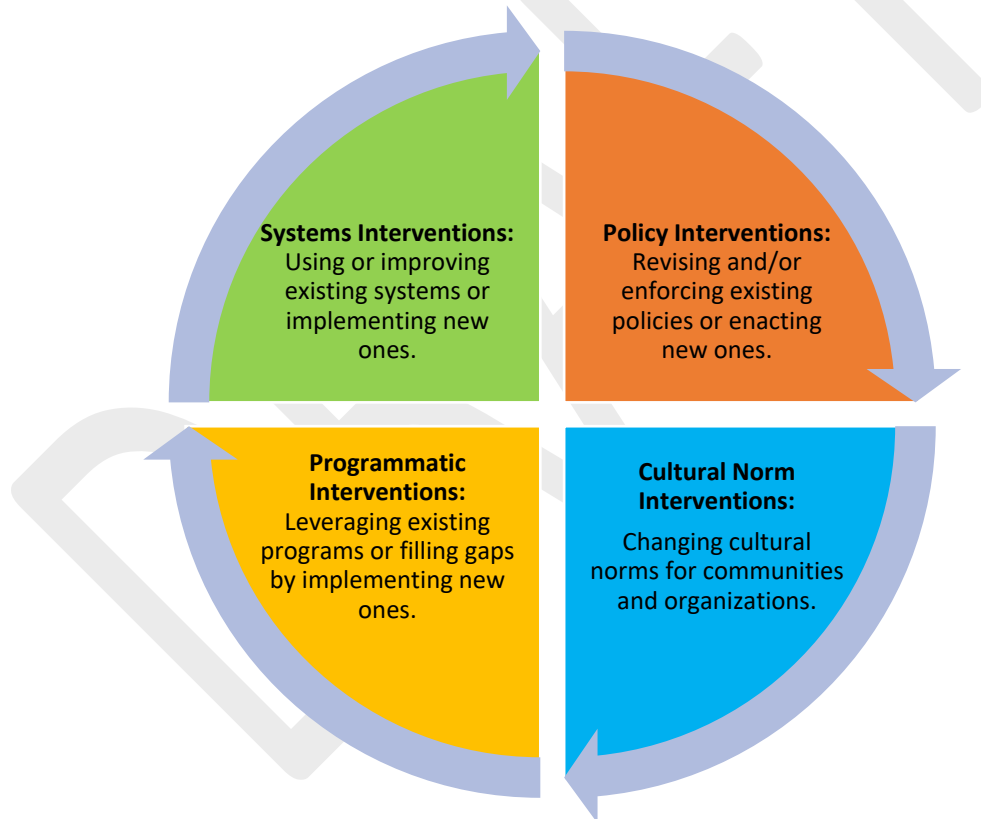 Systems Interventions:
Using or improving
existing systems or
implementing new
ones.
Policy Interventions:
Revising and/or
enforcing existing
policies or enacting
new ones.
Programmatic
Interventions:
Leveraging existing
programs or filling gaps
by implementing new
ones.
Cultural Norm
Interventions:
Changing cultural
norms for communities
and organizations.